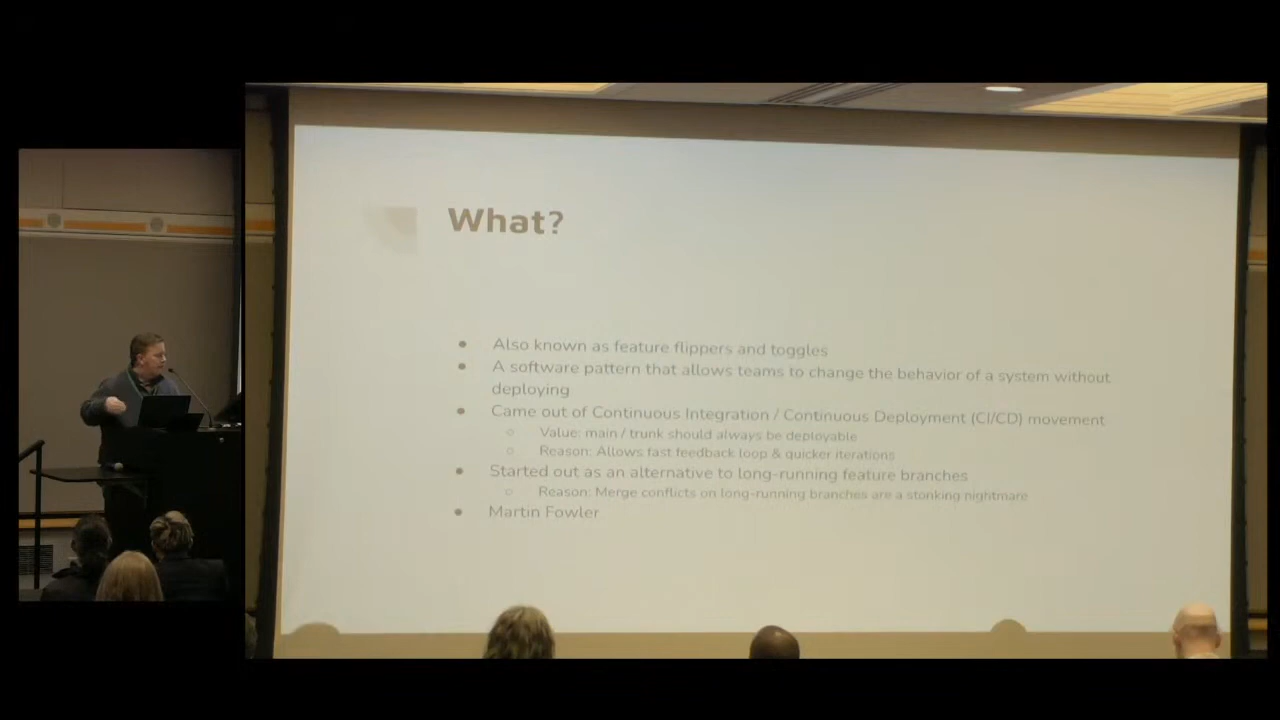 What?
Also known as feature flippers and toggles
A software pattern that allows teams to change the behavior of a system without
deploying
Came out of Continuous Integration / Continuous Deployment (CI/CD) movement
Value: main / trunk should always be deployable
Reason: Allows fast feedback loop & quicker iterations
Started out as an alternative to long-running feature branches
Reason: Merge conflicts on long-running branches are a stonking nightmare
Martin Fowler